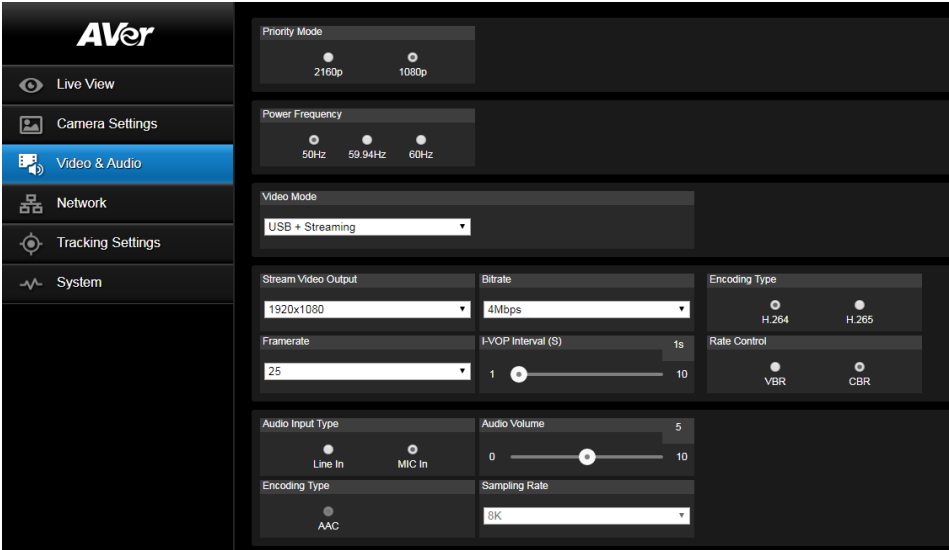 AVer
Live View
Camera Settings
Video & Audio
Network
Tracking Settings
System
Priority Mode
2160p 1080p
Power Frequency
50Hz 59.94Hz 60Hz
Video Mode
USB + Streaming
Stream Video Output Bitrate Encoding Type
1920x1080 4Mbps H.264 H.265
Framerate I-VOP Interval (S) 1s Rate Control
25 1 10 VBR CBR
Audio Input Type Audio Volume 5
Line In MIC In 0 10
Encoding Type Sampling Rate
AAC 8K